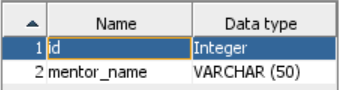 Name Data type
1 id Integer
2 mentor_name VARCHAR (50)